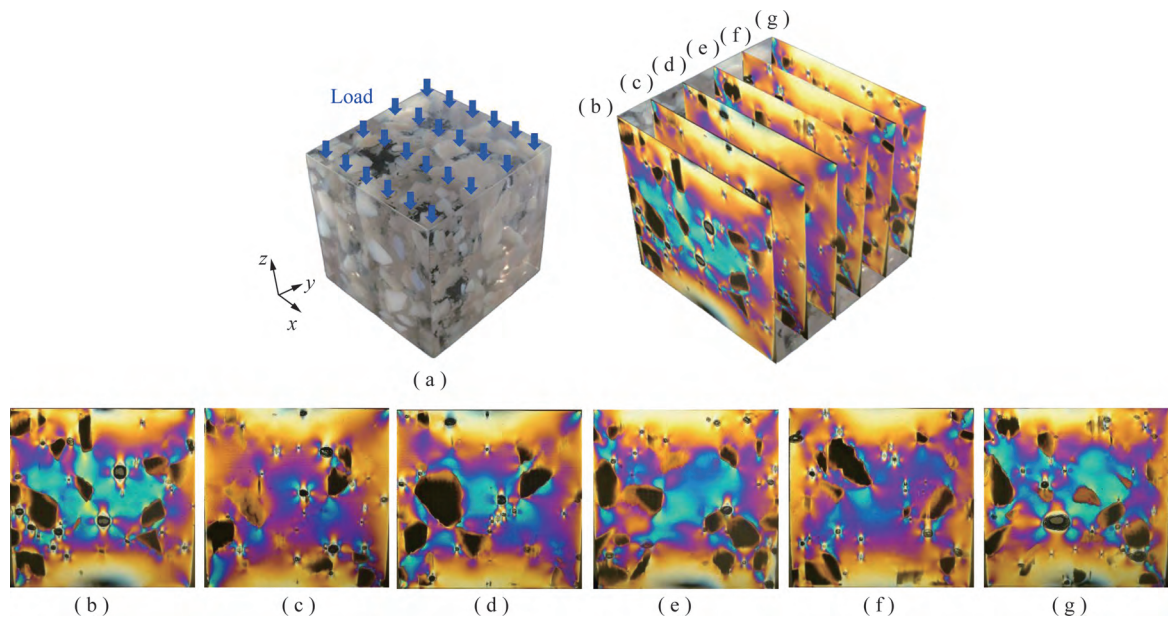 Load
z
y
x
( a )
( b )
( c )
( d )
( e )
( f )
( g )
( b )
( c )
( d )
( e )
( f )
( g )